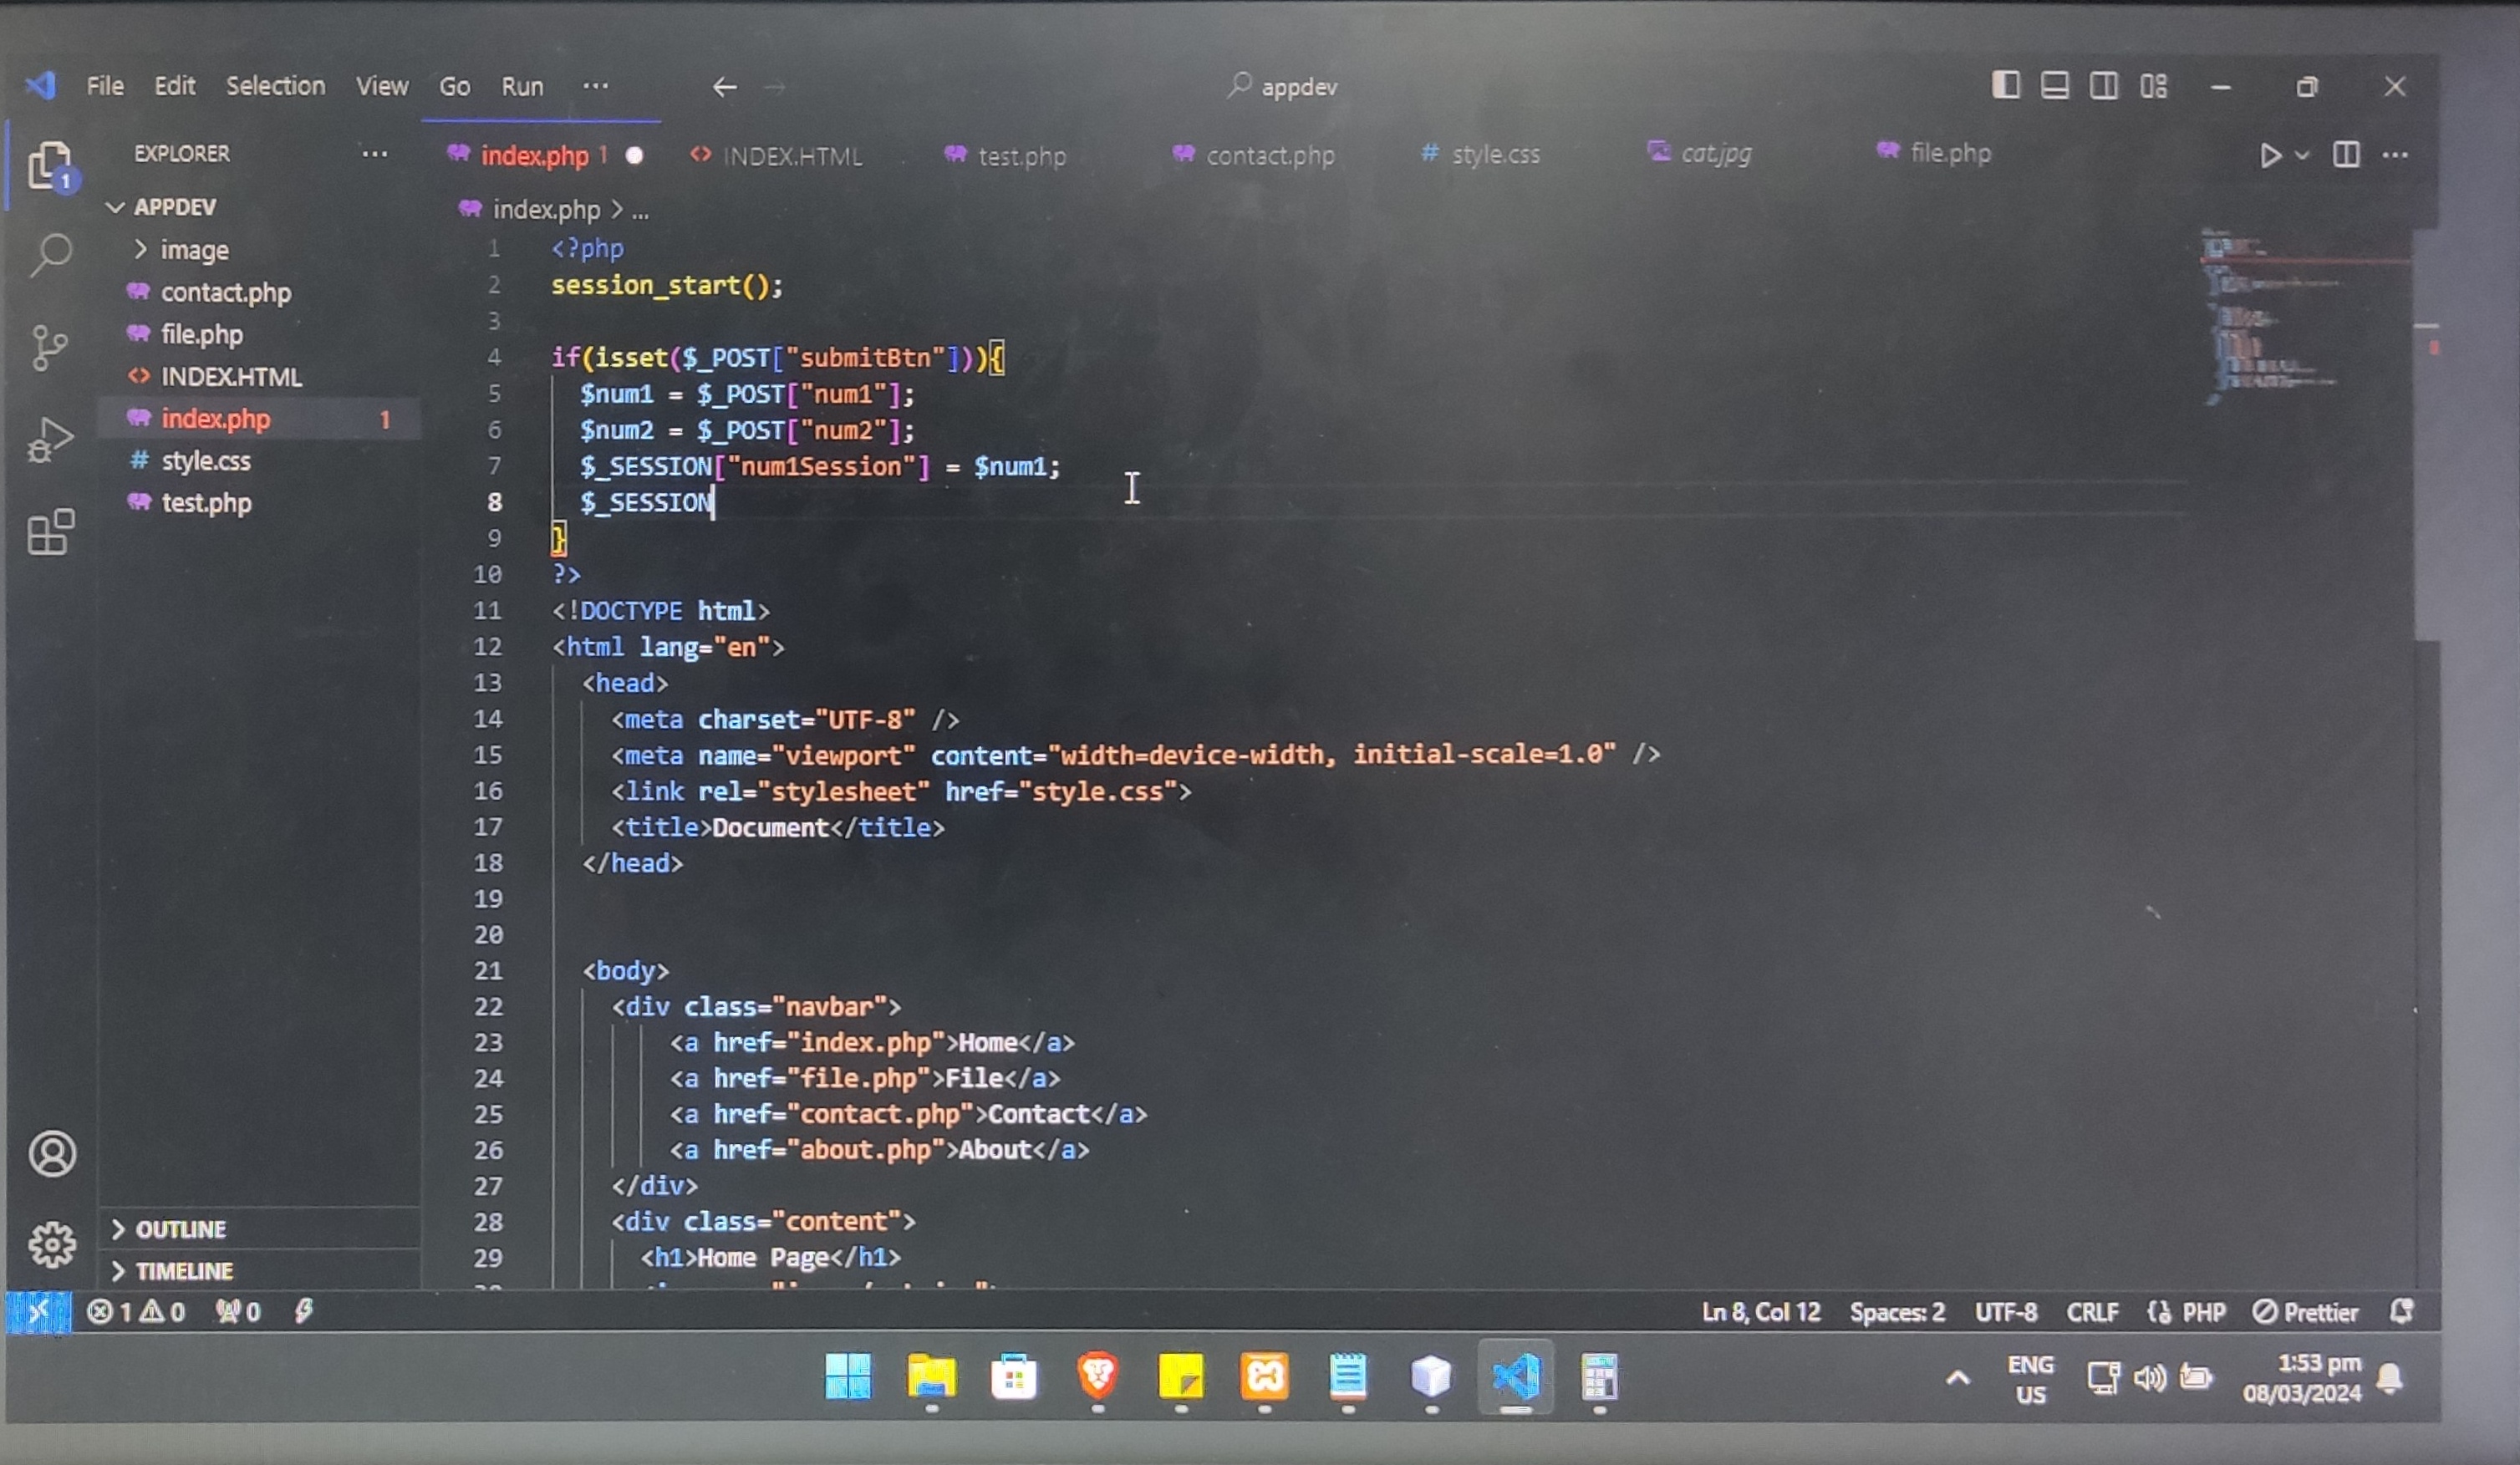 File Edit Selection View Go Run ... appdev
EXPLORER ... index.php 1 INDEX.HTML test.php contact.php style.css cat.jpg file.php ...
1
APPDEV
image
contact.php
file.php
INDEX.HTML
index.php 1
style.css
test.php
OUTLINE
TIMELINE
index.php > ...
1 <?php
2 session_start();
3
4 if(isset($_POST["submitBtn"])){
5 $num1 = $_POST["num1"];
6 $num2 = $_POST["num2"];
7 $_SESSION["num1Session"] = $num1;
8 $_SESSION
9 }
10 ?>
11 <!DOCTYPE html>
12 <html lang="en">
13 <head>
14 <meta charset="UTF-8" />
15 <meta name="viewport" content="width=device-width, initial-scale=1.0" />
16 <link rel="stylesheet" href="style.css">
17 <title>Document</title>
18 </head>
19
20
21 <body>
22 <div class="navbar">
23 <a href="index.php">Home</a>
24 <a href="file.php">File</a>
25 <a href="contact.php">Contact</a>
26 <a href="about.php">About</a>
27 </div>
28 <div class="content">
29 <h1>Home Page</h1>
1 0 0 Ln 8, Col 12 Spaces: 2 UTF-8 CRLF PHP Prettier
ENG
US
1:53 pm
08/03/2024